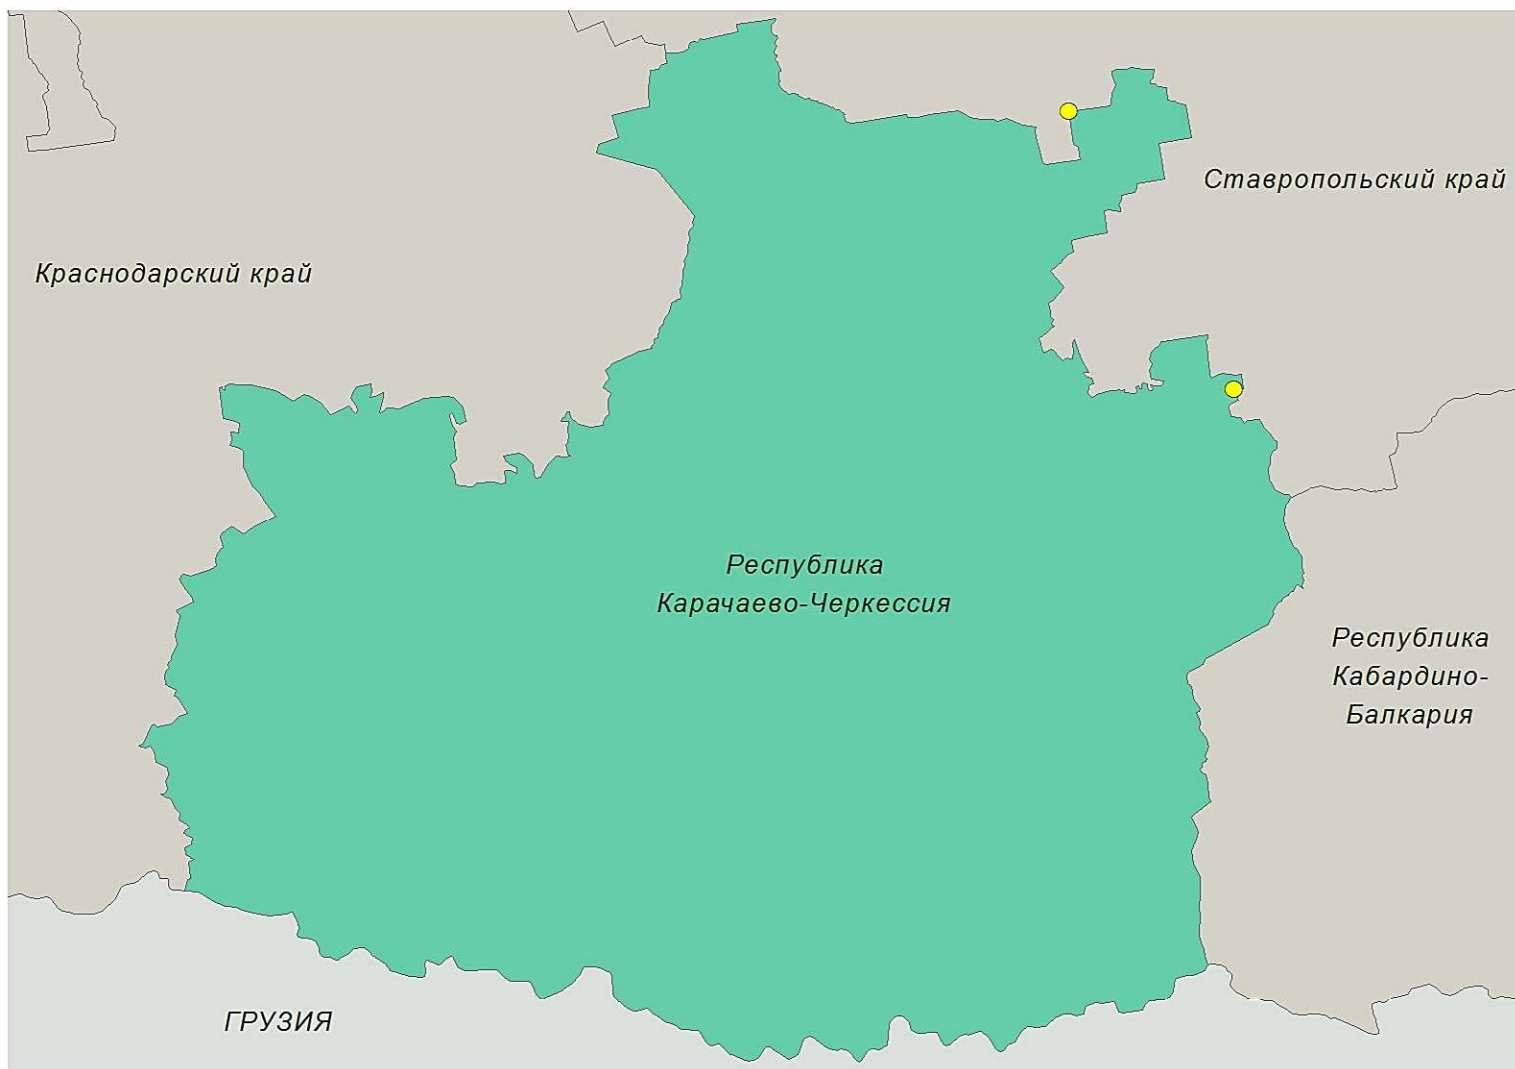 Ставропольский край
Краснодарский край
Республика
Карачаево-Черкессия
Республика
Кабардино-
Балкария
ГРУЗИЯ